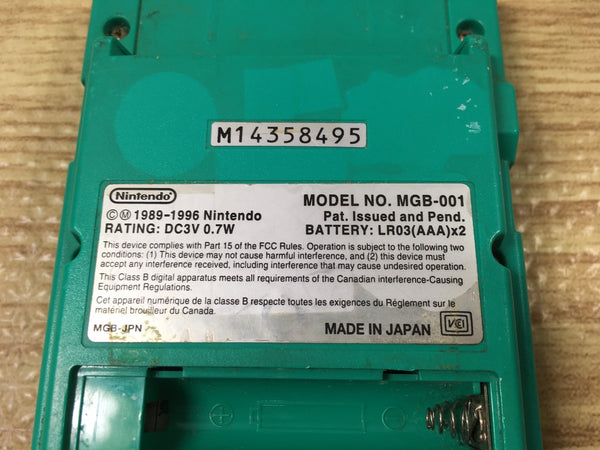 M14358495
Nintendo
MODEL NO. MGB-001
©Ⓜ 1989-1996 Nintendo
Pat. Issued and Pend.
RATING: DC3V 0.7W
BATTERY: LR03(AAA)x2
This device complies with Part 15 of the FCC Rules. Operation is subject to the following two
conditions: (1) This device may not cause harmful interference, and (2) this device must
accept any interference received, including interference that may cause undesired operation.
This Class B digital apparatus meets all requirements of the Canadian interference-Causing
Equipment Regulations.
Cet appareil numérique de la classe B respecte toutes les exigences du Règlement sur le
matériel brouilleur du Canada.
MGB-JPN
MADE IN JAPAN
VCI